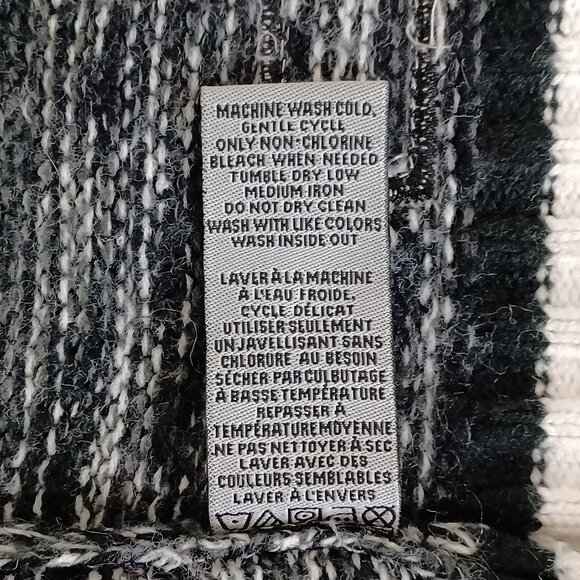 MACHINE WASH COLD,
GENTLE CYCLE
ONLY NON-CHLORINE
BLEACH WHEN NEEDED
TUMBLE DRY LOW
MEDIUM IRON
DO NOT DRY CLEAN
WASH WITH LIKE COLORS
WASH INSIDE OUT
LAVER À LA MACHINE
À L'EAU FROIDE,
CYCLE DÉLICAT
UTILISER SEULEMENT
UN JAVELLISANT SANS
CHLORURE AU BESOIN
SÉCHER PAR CULBUTAGE
À BASSE TEMPÉRATURE
REPASSER À
TEMPÉRATURE MOYENNE
NE PAS NETTOYER À SEC
LAVER AVEC DES
COULEURS SEMBLABLES
LAVER À L'ENVERS